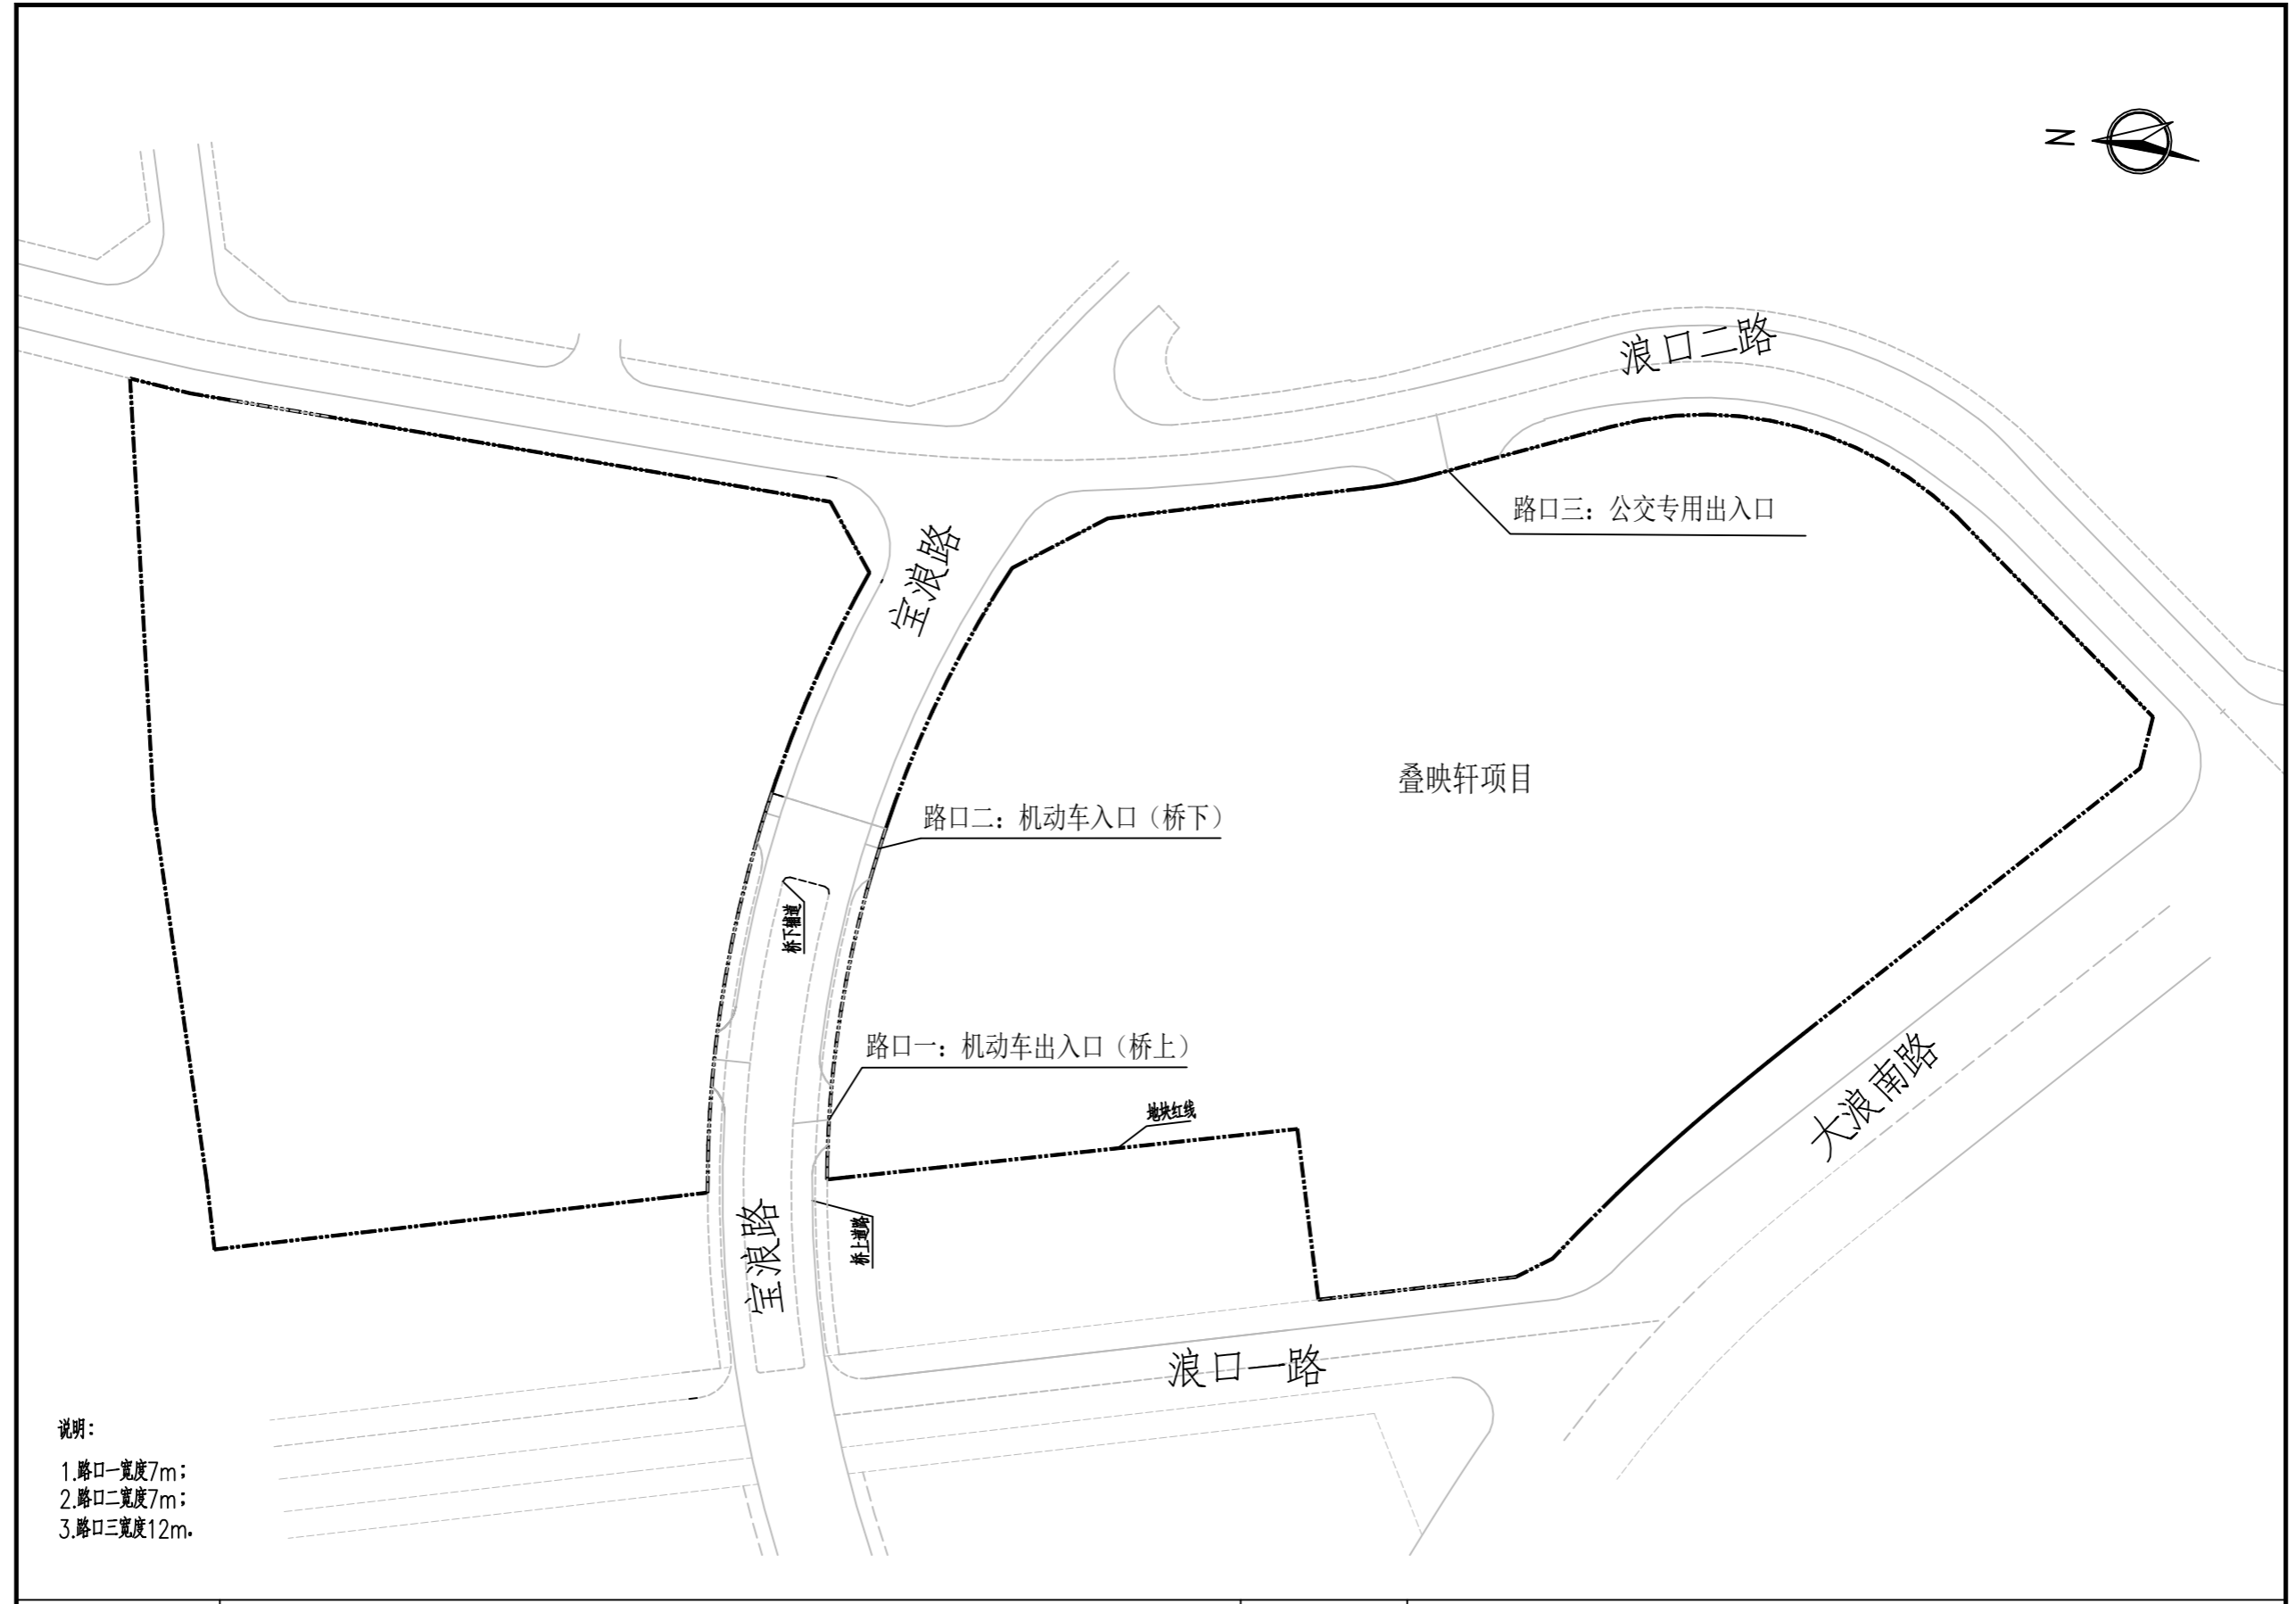 N
浪口二路
路口三：公交专用出入口
宝浪路
叠映轩项目
路口二：机动车入口（桥下）
桥下辅道
路口一：机动车出入口（桥上）
地块红线
大浪南路
宝浪路
桥上道路
浪口一路
说明：
1.路口一宽度7m；
2.路口二宽度7m；
3.路口三宽度12m。